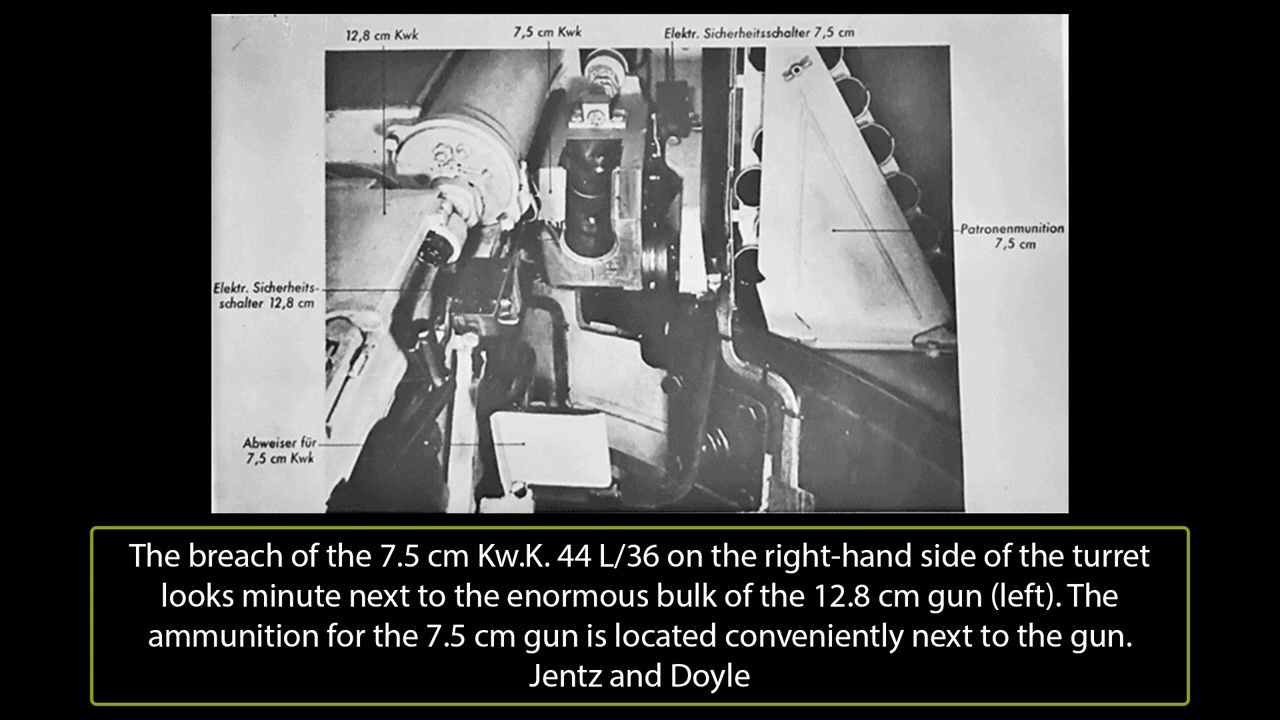 12,8 cm Kwk
7,5 cm Kwk
Elektr. Sicherheitsschalter 7,5 cm
Patronenmunition
7,5 cm
Elektr. Sicherheits-
schalter 12,8 cm
Abweiser für
7,5 cm Kwk
The breach of the 7.5 cm Kw.K. 44 L/36 on the right-hand side of the turret
looks minute next to the enormous bulk of the 12.8 cm gun (left). The
ammunition for the 7.5 cm gun is located conveniently next to the gun.
Jentz and Doyle